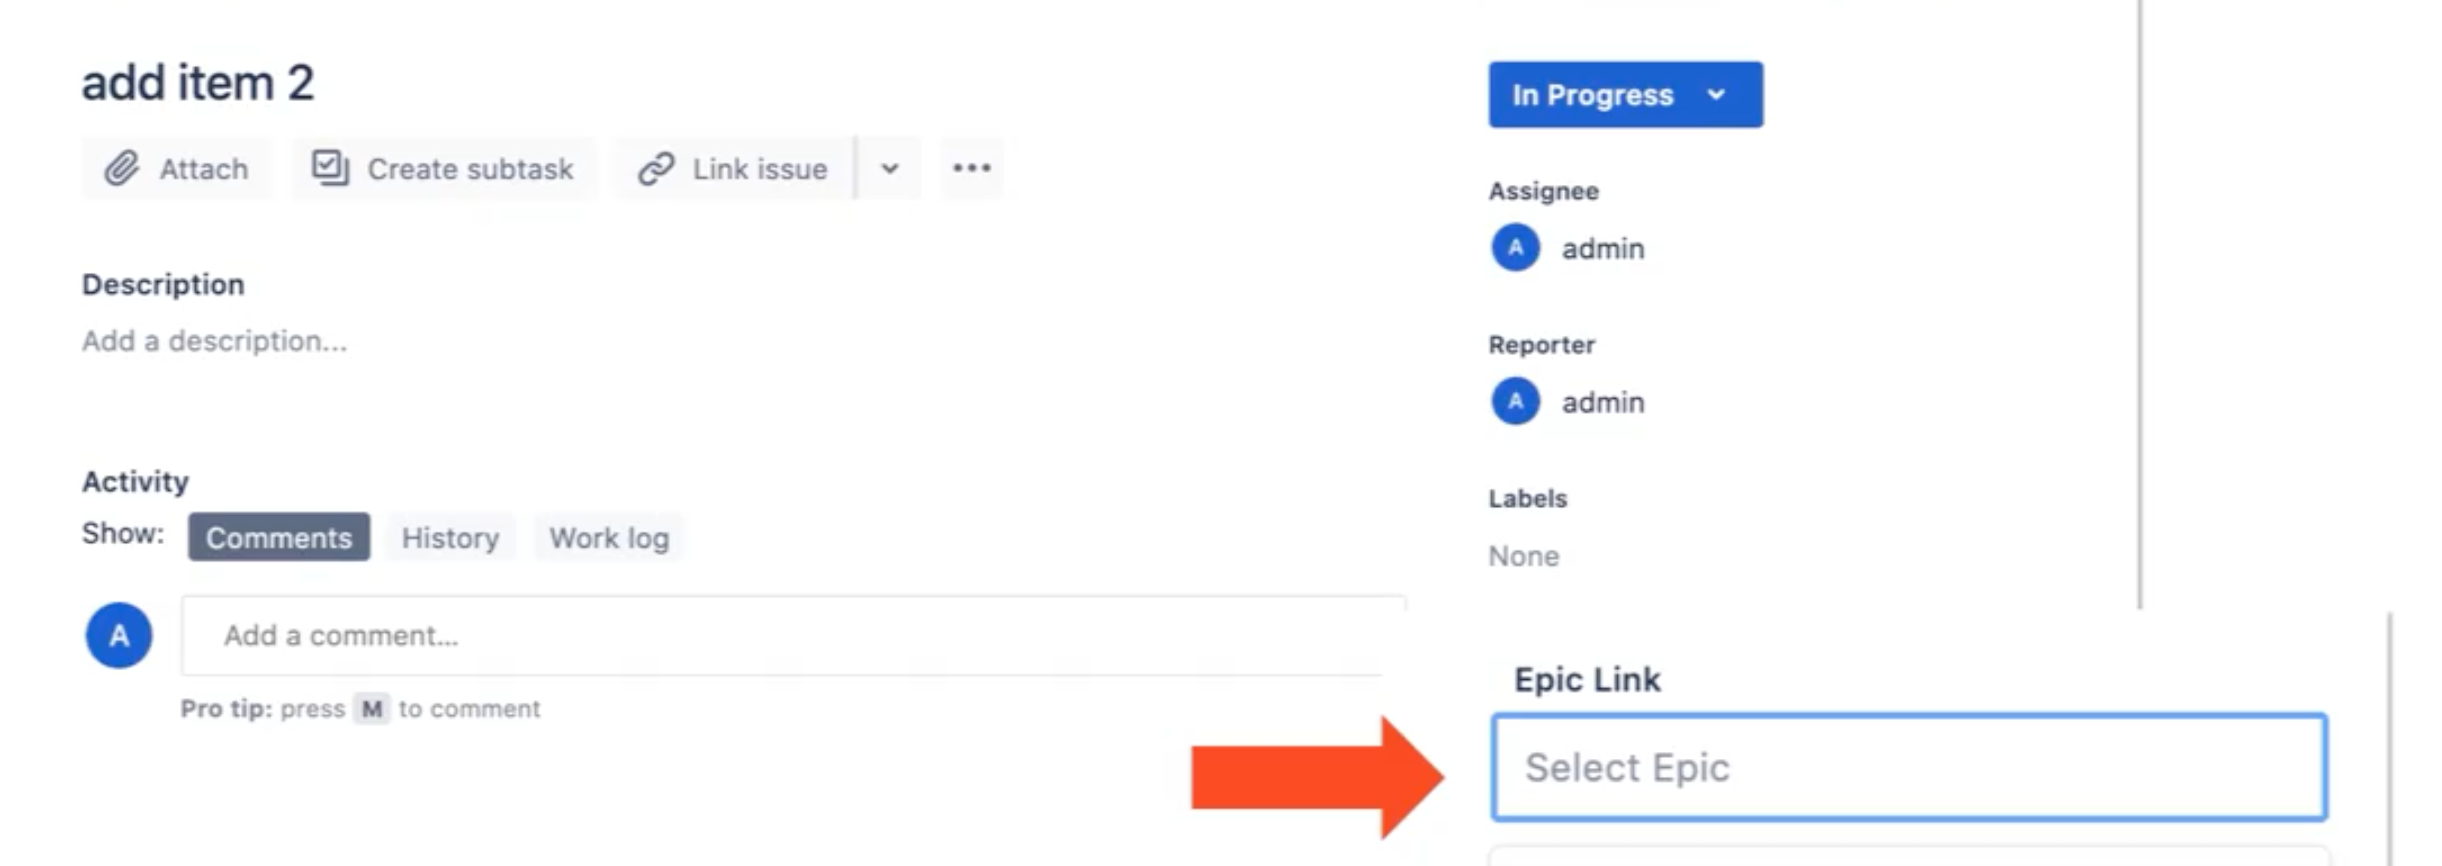 add item 2
Attach
Create subtask
Link issue
Description
Add a description...
Activity
Show:
Comments
History
Work log
A
Add a comment...
Pro tip: press M to comment
In Progress
Assignee
A
admin
Reporter
A
admin
Labels
None
Epic Link
Select Epic